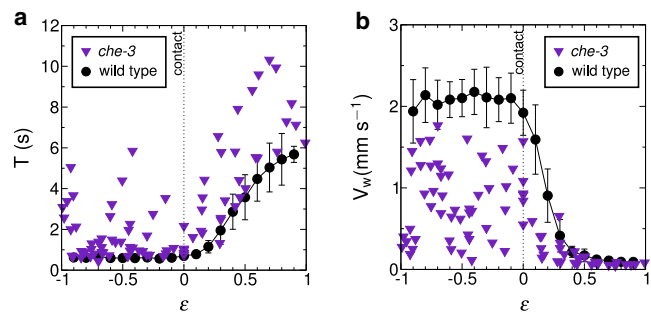 a
che-3
wild type
contact
T (s)
12
10
8
6
4
2
0
-1
-0.5
0
0.5
1
ε
b
che-3
wild type
contact
V_w(mm s⁻¹)
3
2
1
0
-1
-0.5
0
0.5
1
ε